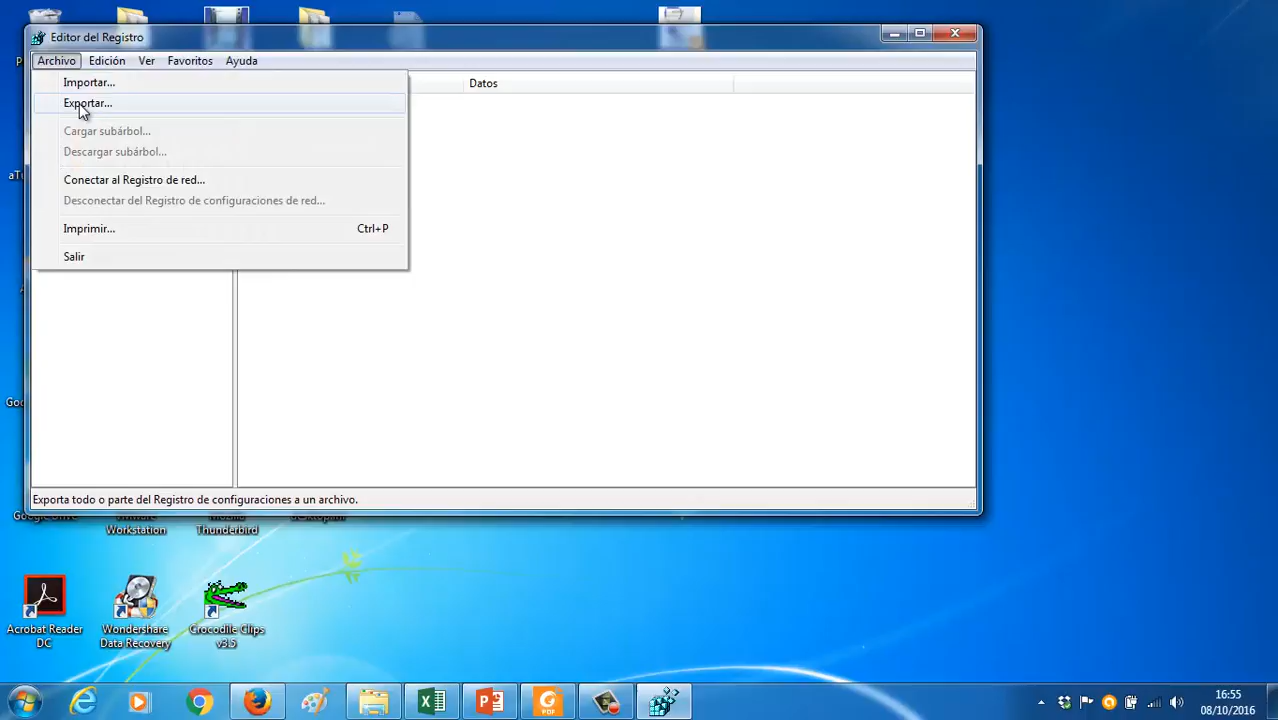 Editor del Registro
Archivo Edición Ver Favoritos Ayuda
Importar...
Datos
Exportar...
Cargar subárbol...
Descargar subárbol...
Conectar al Registro de red...
Desconectar del Registro de configuraciones de red...
Imprimir... Ctrl+P
Salir
Exporta todo o parte del Registro de configuraciones a un archivo.
Workstation
Thunderbird
Acrobat Reader DC
Wondershare Data Recovery
Crocodile Clips v3.5
PDF
16:55
08/10/2016